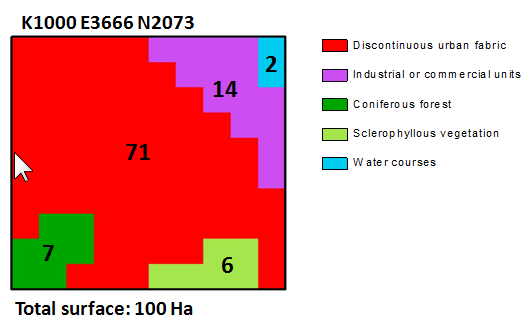 K1000 E3666 N2073
2
14
71
7
6
Discontinuous urban fabric
Industrial or commercial units
Coniferous forest
Sclerophyllous vegetation
Water courses
Total surface: 100 Ha